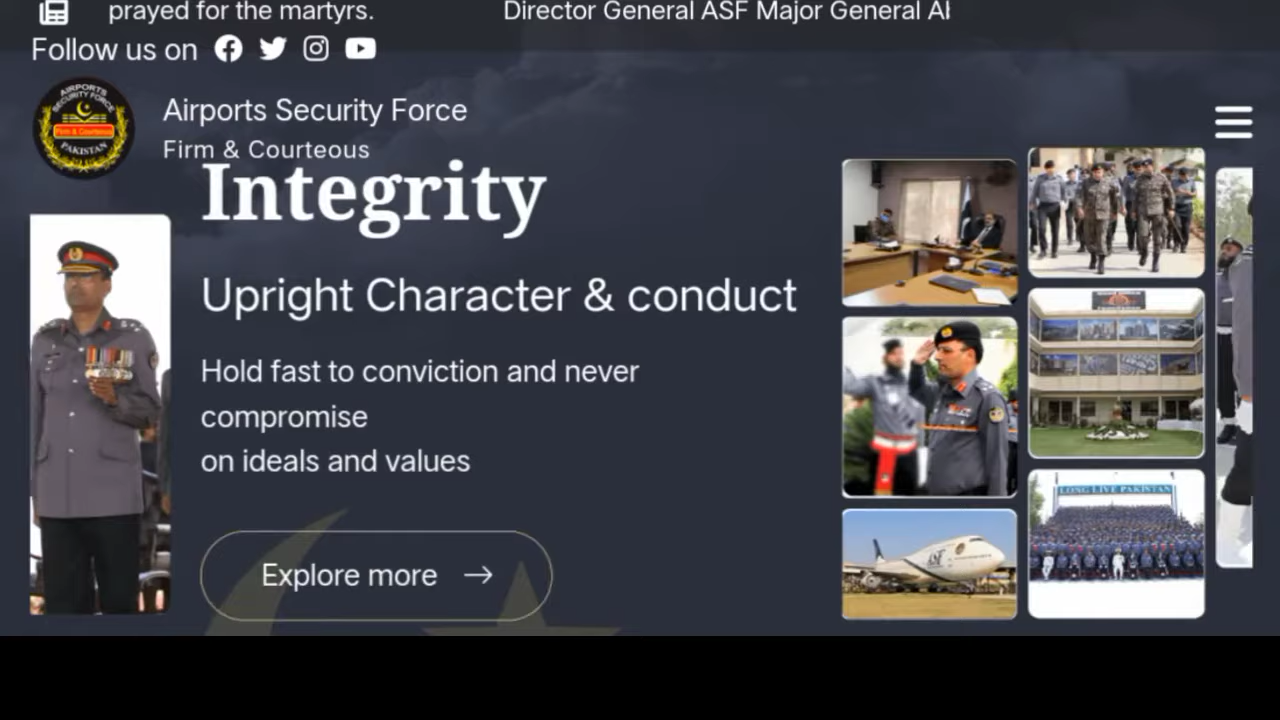 prayed for the martyrs. Director General ASF Major General
Follow us on
AIRPORTS
SECURITY FORCE
Firm & Courteous
PAKISTAN
Airports Security Force
Firm & Courteous
Integrity
Upright Character & conduct
Hold fast to conviction and never
compromise
on ideals and values
Explore more
ASF
LONG LIVE PAKISTAN